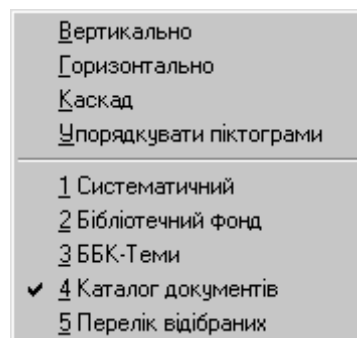 Вертикально
Горизонтально
Каскад
Упорядкувати піктограми
1 Систематичний
2 Бібліотечний фонд
3 ББК-Теми
✔ 4 Каталог документів
5 Перелік відібраних